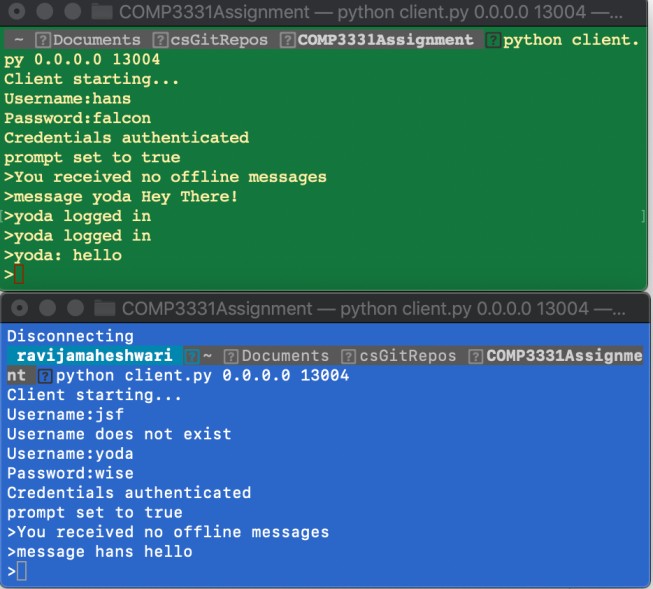 COMP3331Assignment — python client.py 0.0.0.0 13004 —...
~ Documents csGitRepos COMP3331Assignment python client.
py 0.0.0.0 13004
Client starting...
Username:hans
Password:falcon
Credentials authenticated
prompt set to true
>You received no offline messages
>message yoda Hey There!
>yoda logged in
>yoda logged in
>yoda: hello
>
COMP3331Assignment — python client.py 0.0.0.0 13004 —...
Disconnecting
ravijamaheshwari ~ Documents csGitRepos COMP3331Assignme
nt python client.py 0.0.0.0 13004
Client starting...
Username:jsf
Username does not exist
Username:yoda
Password:wise
Credentials authenticated
prompt set to true
>You received no offline messages
>message hans hello
>